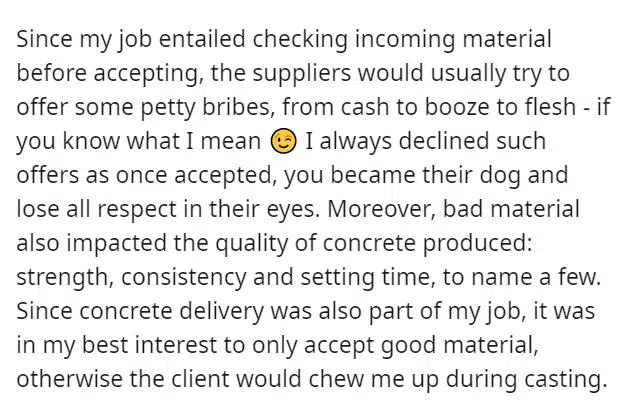 Since my job entailed checking incoming material
before accepting, the suppliers would usually try to
offer some petty bribes, from cash to booze to flesh - if
you know what I mean 😉 I always declined such
offers as once accepted, you became their dog and
lose all respect in their eyes. Moreover, bad material
also impacted the quality of concrete produced:
strength, consistency and setting time, to name a few.
Since concrete delivery was also part of my job, it was
in my best interest to only accept good material,
otherwise the client would chew me up during casting.